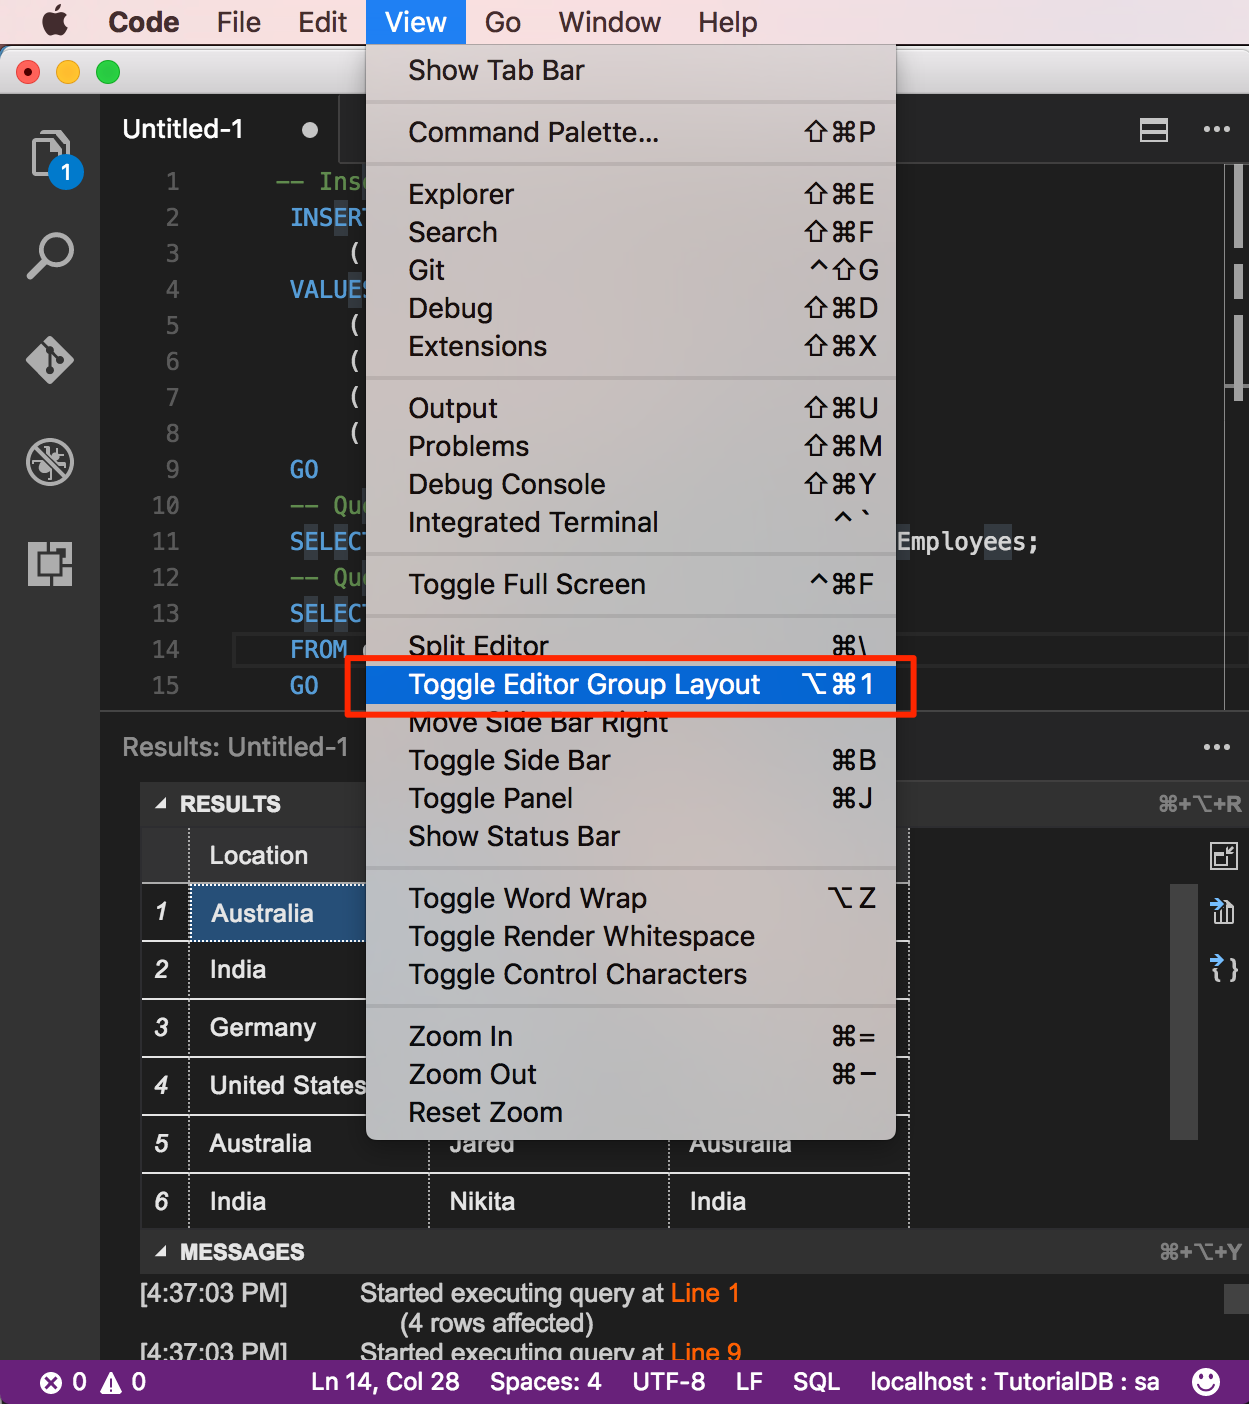 Code File Edit View Go Window Help
Show Tab Bar
Untitled-1
Command Palette... ⇧⌘P
1
1 -- Ins
Explorer ⇧⌘E
2 INSER
Search ⇧⌘F
3 (
Git ^⇧G
4 VALUES
Debug ⇧⌘D
5 (
Extensions ⇧⌘X
6 (
7 (
Output ⇧⌘U
8 (
Problems ⇧⌘M
9 GO
Debug Console ⇧⌘Y
10 -- Qu
Integrated Terminal ^`
11 SELECT Employees;
12 -- Qu
Toggle Full Screen ^⌘F
13 SELECT
14 FROM
Split Editor ⌘\
15 GO
Toggle Editor Group Layout ⌥⌘1
Move Side Bar Right
Results: Untitled-1
Toggle Side Bar ⌘B
Toggle Panel ⌘J
RESULTS ⌘+⌥+R
Show Status Bar
Location
Toggle Word Wrap ⌥Z
1 Australia
Toggle Render Whitespace
2 India
Toggle Control Characters
3 Germany
Zoom In ⌘=
Zoom Out ⌘−
4 United States
Reset Zoom
5 Australia Jared Australia
6 India Nikita India
MESSAGES ⌘+⌥+Y
[4:37:03 PM] Started executing query at Line 1
(4 rows affected)
[4:37:03 PM] Started executing query at Line 9
0 0 Ln 14, Col 28 Spaces: 4 UTF-8 LF SQL localhost : TutorialDB : sa